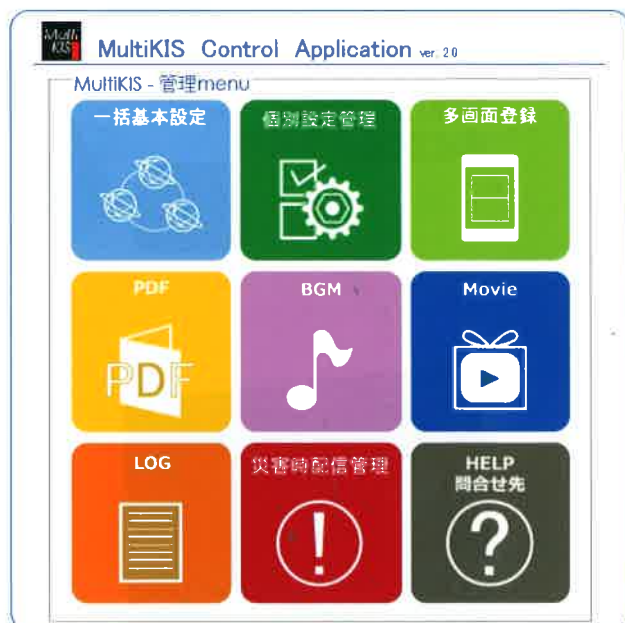 Multi
KIS
MultiKIS Control Application ver. 2.0
MultiKIS - 管理menu
一括基本設定
個別設定管理
多画面登録
PDF
BGM
Movie
PDF
LOG
災害時配信管理
HELP
問合せ先